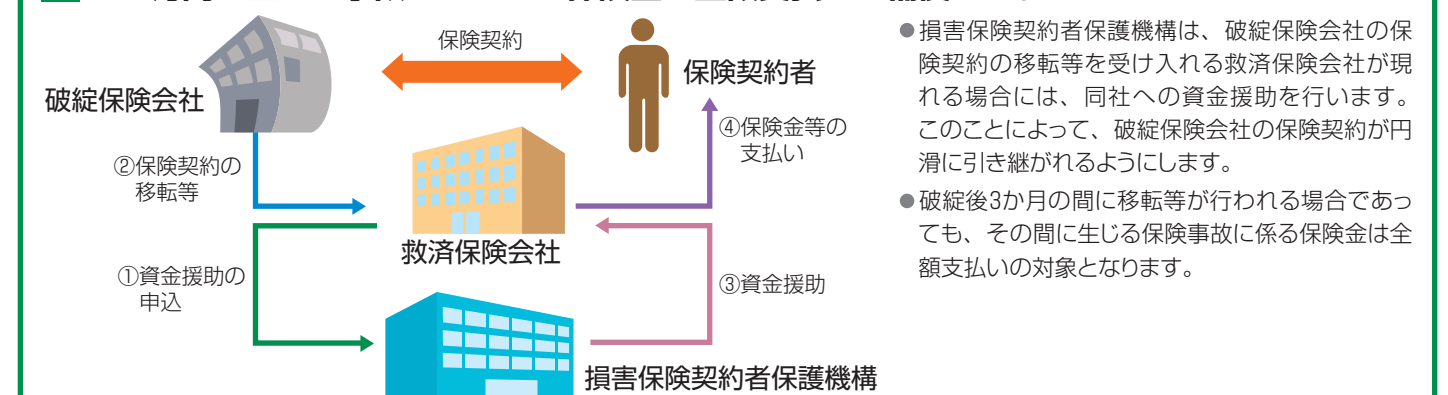 保険契約
破綻保険会社
保険契約者
②保険契約の
移転等
④保険金等の
支払い
救済保険会社
①資金援助の
申込
③資金援助
損害保険契約者保護機構
●損害保険契約者保護機構は、破綻保険会社の保
険契約の移転等を受け入れる救済保険会社が現
れる場合には、同社への資金援助を行います。
このことによって、破綻保険会社の保険契約が円
滑に引き継がれるようにします。
●破綻後3か月の間に移転等が行われる場合であっ
ても、その間に生じる保険事故に係る保険金は全
額支払いの対象となります。